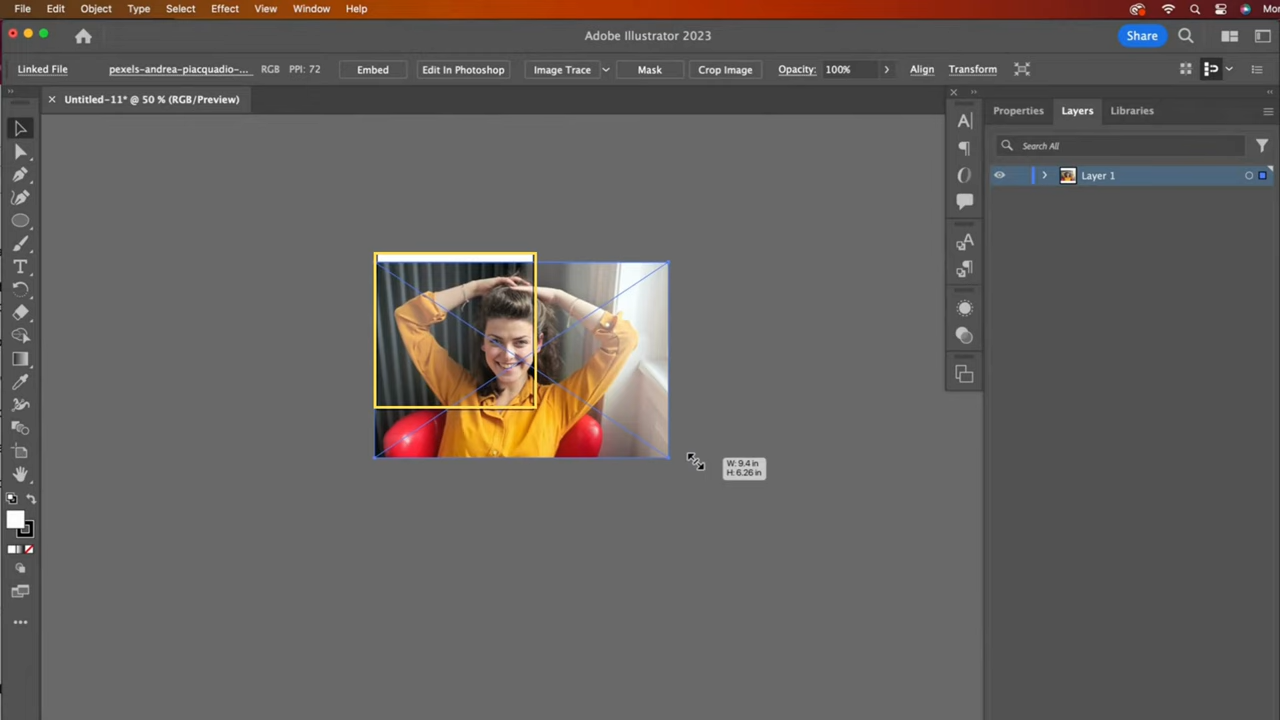 File Edit Object Type Select Effect View Window Help
Adobe Illustrator 2023
Share
Linked File pexels-andrea-piacquadio-... RGB PPI: 72 Embed Edit In Photoshop Image Trace Mask Crop Image Opacity: 100% Align Transform
Untitled-11* @ 50 % (RGB/Preview)
Properties Layers Libraries
Search All
Layer 1
W: 9.4 in
H: 6.26 in